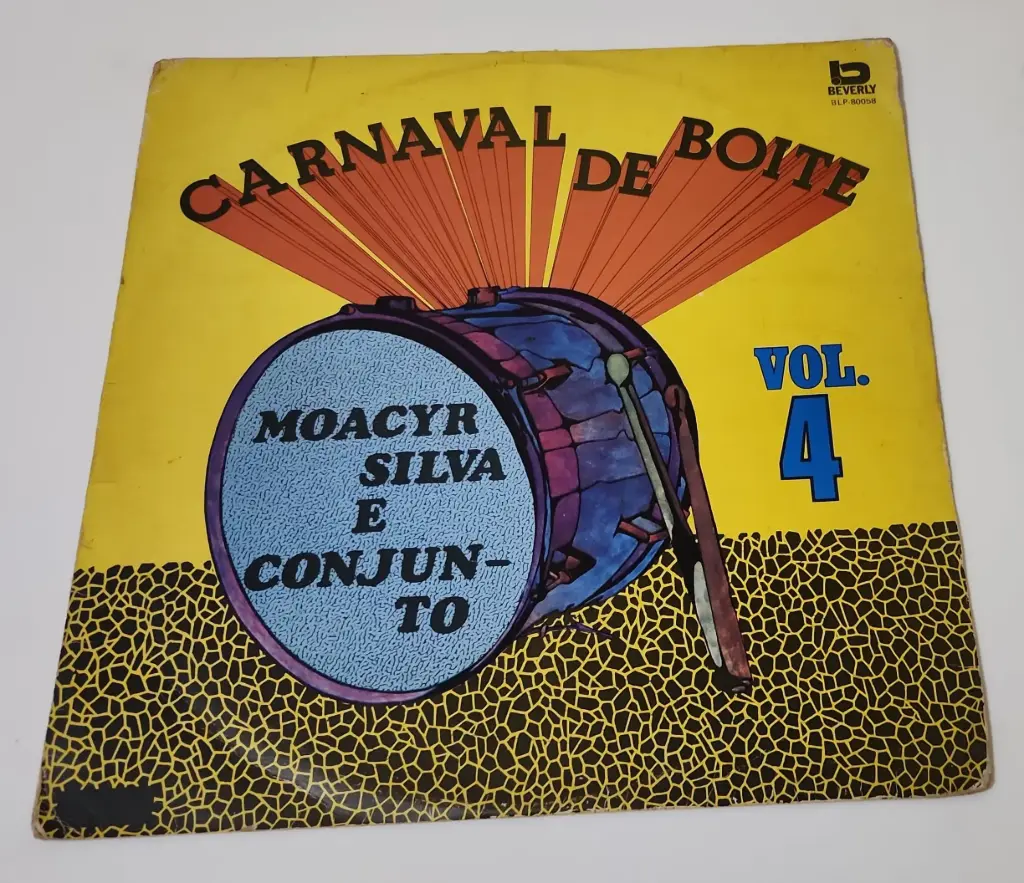 BEVERLY
BLP-80058
CARNAVAL DE BOITE
VOL.
4
MOACYR
SILVA
E
CONJUN-
TO